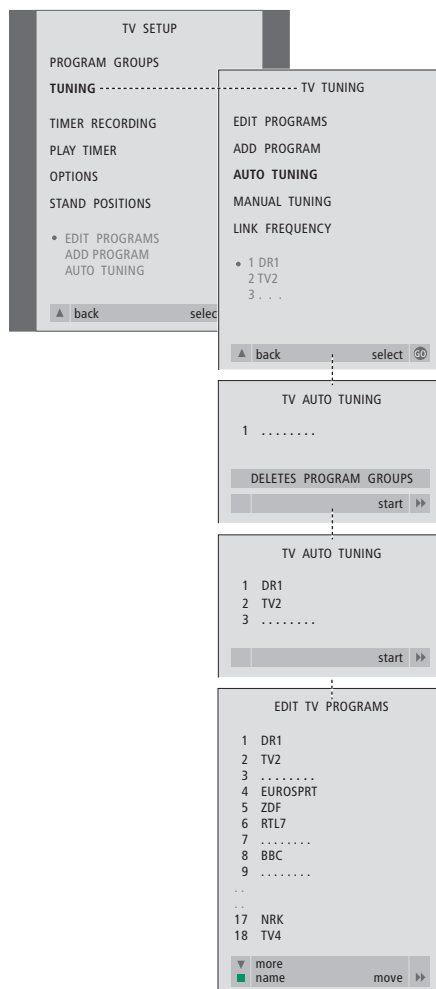 TV SETUP
PROGRAM GROUPS
TUNING
TIMER RECORDING
PLAY TIMER
OPTIONS
STAND POSITIONS
• EDIT PROGRAMS
ADD PROGRAM
AUTO TUNING
▲ back selec
TV TUNING
EDIT PROGRAMS
ADD PROGRAM
AUTO TUNING
MANUAL TUNING
LINK FREQUENCY
• 1 DR1
2 TV2
3 . . .
▲ back select GO
TV AUTO TUNING
1 ........
DELETES PROGRAM GROUPS
start
TV AUTO TUNING
1 DR1
2 TV2
3 ........
start
EDIT TV PROGRAMS
1 DR1
2 TV2
3 ........
4 EUROSPRT
5 ZDF
6 RTL7
7 ........
8 BBC
9 ........
. .
. .
17 NRK
18 TV4
▼ more
name move